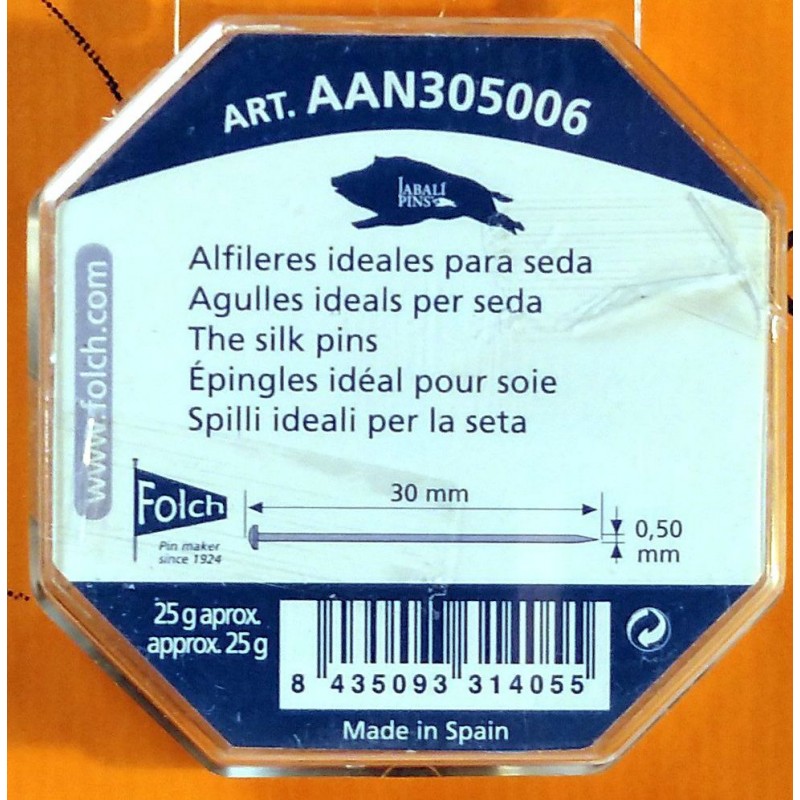 ART. AAN305006
JABALÍ
PINS
Alfileres ideales para seda
Agulles ideals per seda
The silk pins
Épingles idéal pour soie
Spilli ideali per la seta
www.folch.com
Folch
Pin maker
since 1924
30 mm
0,50
mm
25 g aprox.
approx. 25 g
8 435093 314055
Made in Spain